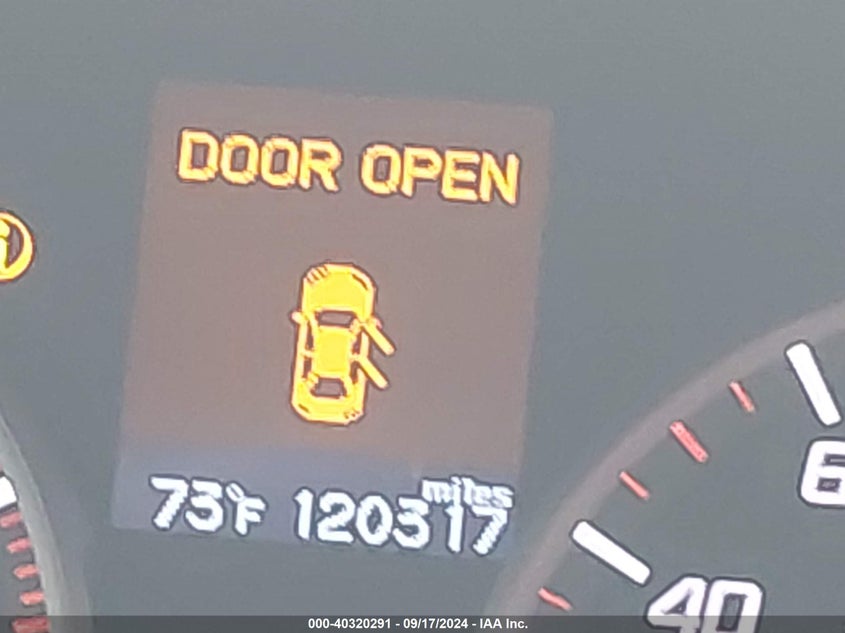 DOOR OPEN
i
miles
73°F 120317
6
40
000-40320291 - 09/17/2024 - IAA Inc.